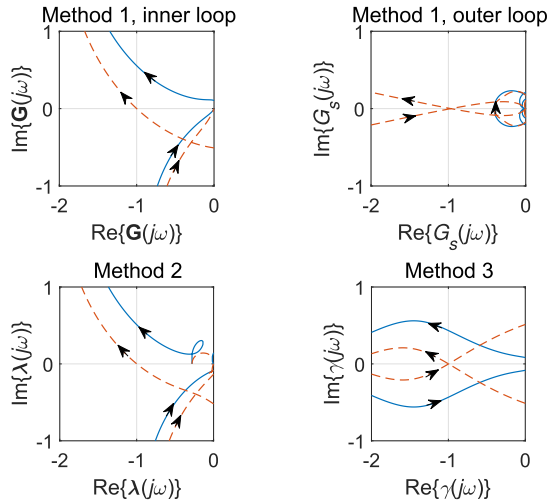 Method 1, inner loop
Method 1, outer loop
Im{G(jω)}
1
0
-1
-2
-1
0
Re{G(jω)}
Im{G_s(jω)}
1
0
-1
-2
-1
0
Re{G_s(jω)}
Method 2
Method 3
Im{λ(jω)}
1
0
-1
-2
-1
0
Re{λ(jω)}
Im{γ(jω)}
1
0
-1
-2
-1
0
Re{γ(jω)}